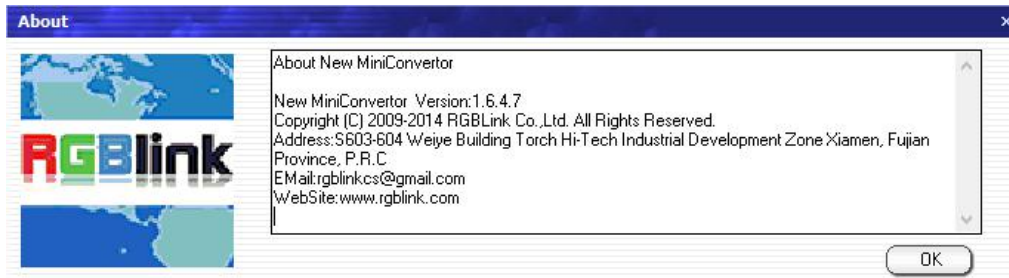 About
×
RGBlink
About New MiniConvertor
New MiniConvertor Version:1.6.4.7
Copyright (C) 2009-2014 RGBLink Co.,Ltd. All Rights Reserved.
Address:S603-604 Weiye Building Torch Hi-Tech Industrial Development Zone Xiamen, Fujian
Province, P.R.C
EMail:rgblinkcs@gmail.com
WebSite:www.rgblink.com
OK